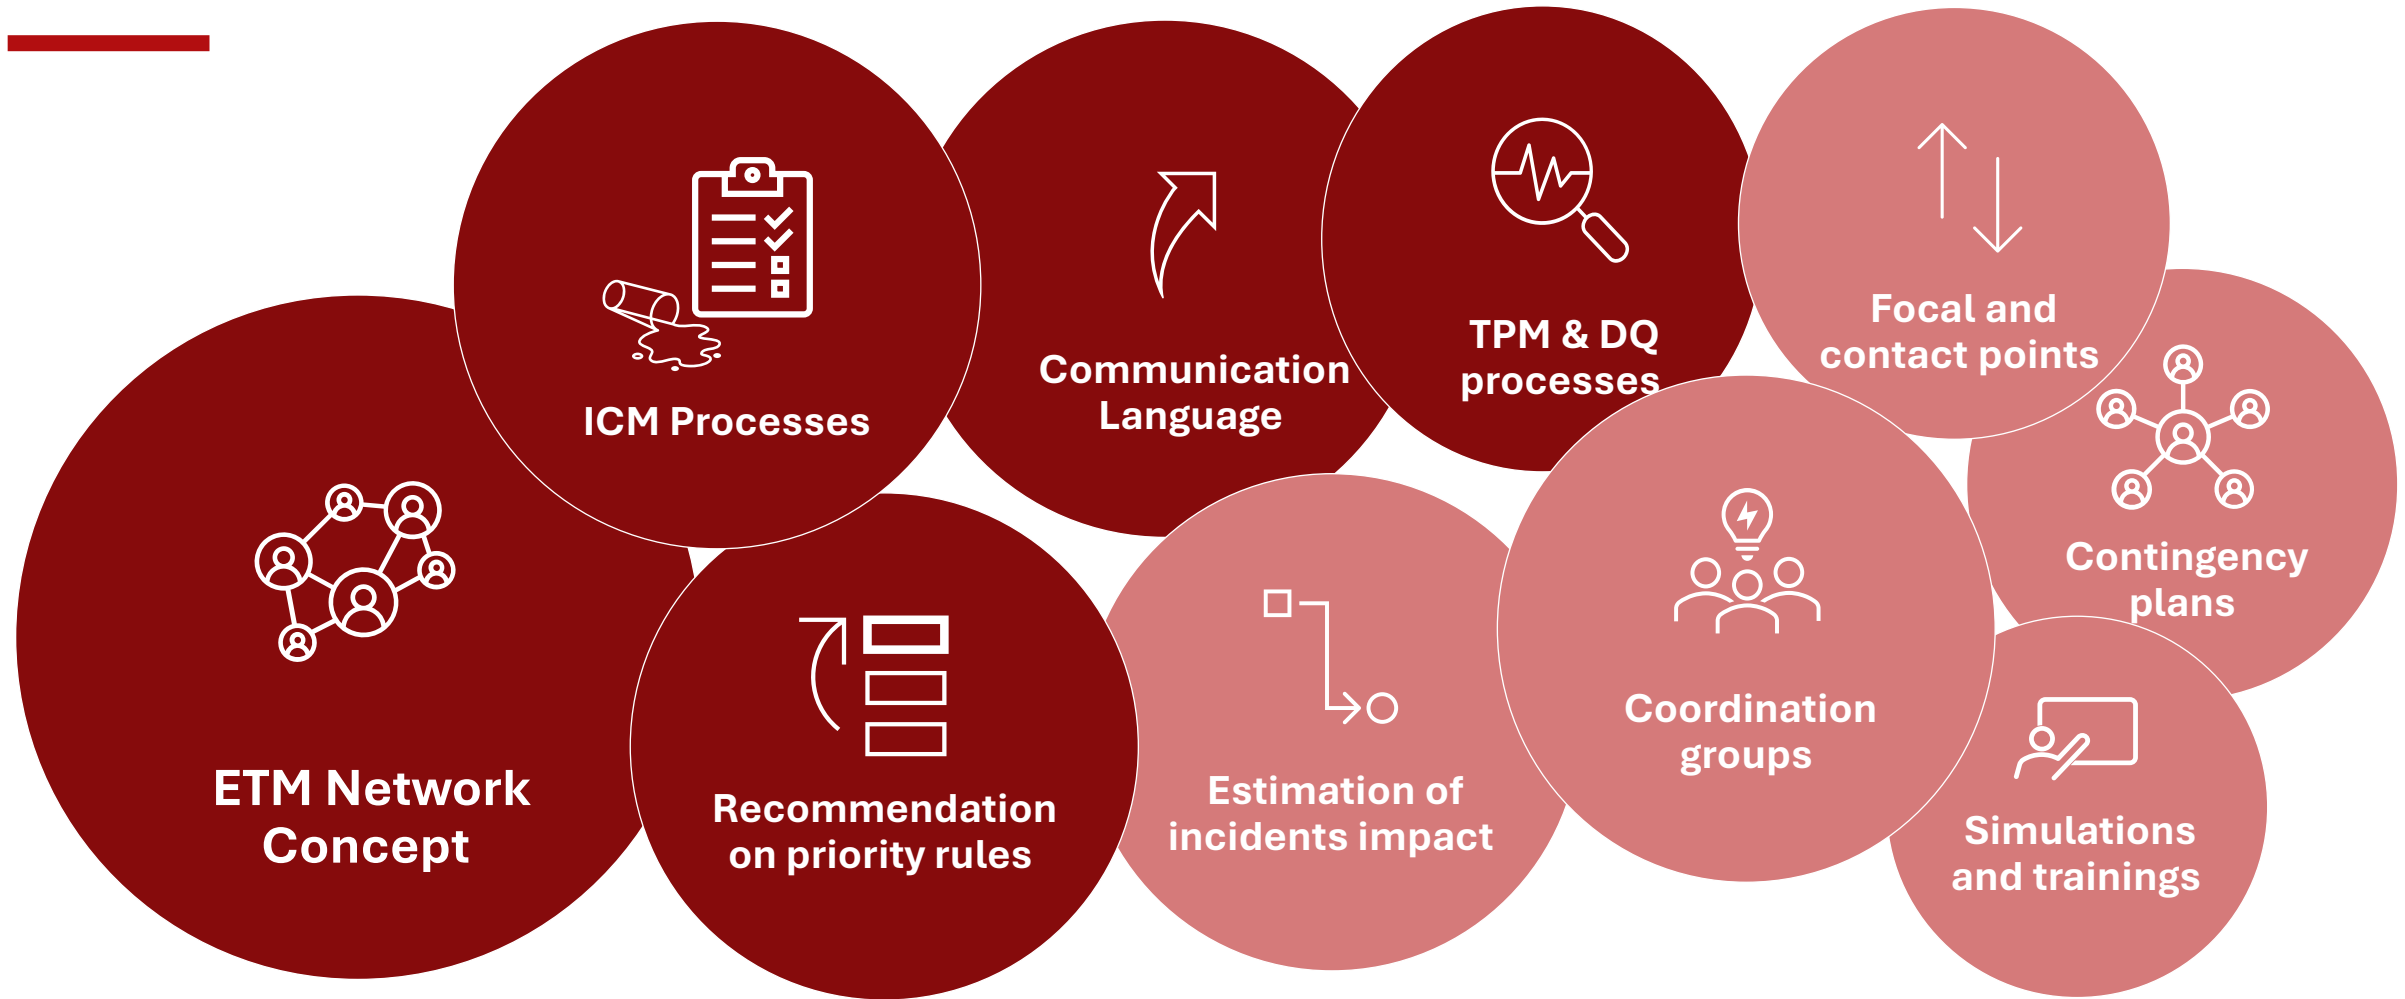 ICM Processes
Communication
Language
TPM & DQ
processes
Focal and
contact points
Contingency
plans
ETM Network
Concept
Recommendation
on priority rules
Estimation of
incidents impact
Coordination
groups
Simulations
and trainings